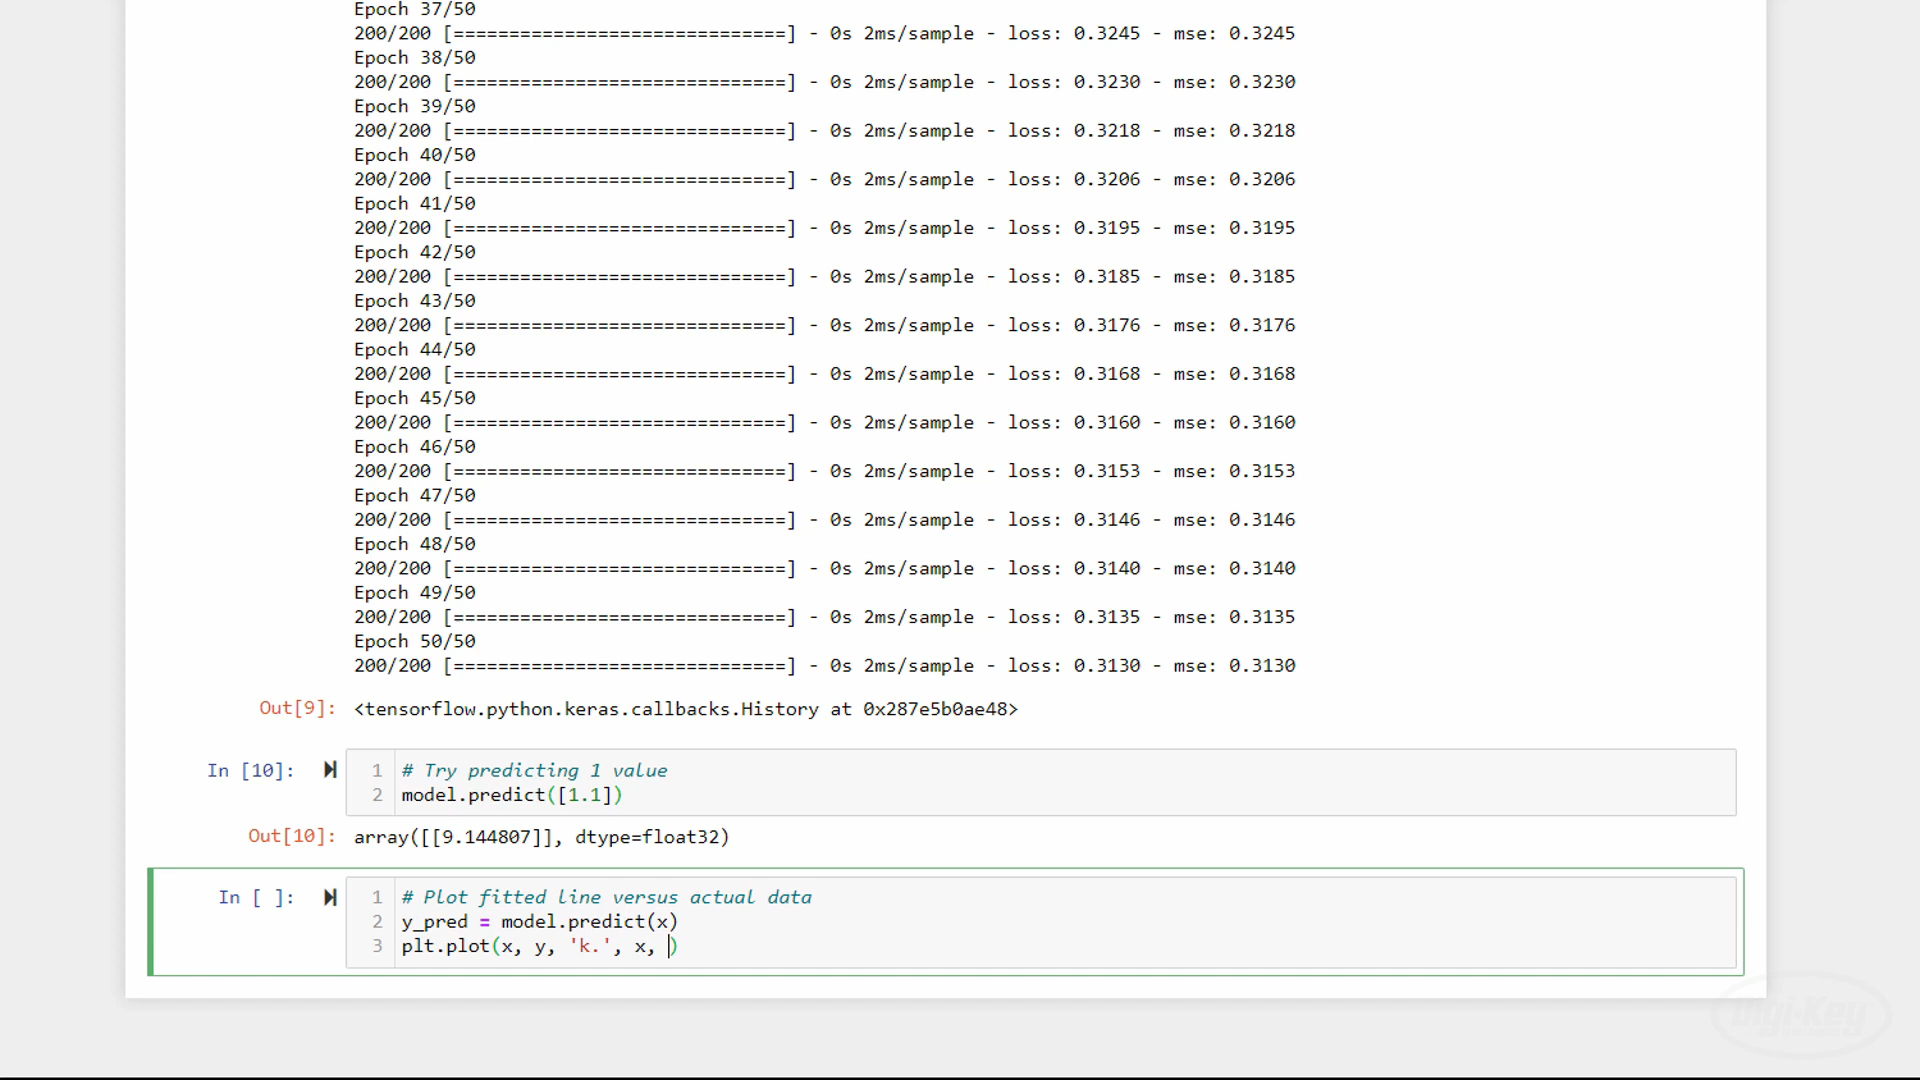 Epoch 37/50
200/200 [==============================] - 0s 2ms/sample - loss: 0.3245 - mse: 0.3245
Epoch 38/50
200/200 [==============================] - 0s 2ms/sample - loss: 0.3230 - mse: 0.3230
Epoch 39/50
200/200 [==============================] - 0s 2ms/sample - loss: 0.3218 - mse: 0.3218
Epoch 40/50
200/200 [==============================] - 0s 2ms/sample - loss: 0.3206 - mse: 0.3206
Epoch 41/50
200/200 [==============================] - 0s 2ms/sample - loss: 0.3195 - mse: 0.3195
Epoch 42/50
200/200 [==============================] - 0s 2ms/sample - loss: 0.3185 - mse: 0.3185
Epoch 43/50
200/200 [==============================] - 0s 2ms/sample - loss: 0.3176 - mse: 0.3176
Epoch 44/50
200/200 [==============================] - 0s 2ms/sample - loss: 0.3168 - mse: 0.3168
Epoch 45/50
200/200 [==============================] - 0s 2ms/sample - loss: 0.3160 - mse: 0.3160
Epoch 46/50
200/200 [==============================] - 0s 2ms/sample - loss: 0.3153 - mse: 0.3153
Epoch 47/50
200/200 [==============================] - 0s 2ms/sample - loss: 0.3146 - mse: 0.3146
Epoch 48/50
200/200 [==============================] - 0s 2ms/sample - loss: 0.3140 - mse: 0.3140
Epoch 49/50
200/200 [==============================] - 0s 2ms/sample - loss: 0.3135 - mse: 0.3135
Epoch 50/50
200/200 [==============================] - 0s 2ms/sample - loss: 0.3130 - mse: 0.3130
Out[9]: <tensorflow.python.keras.callbacks.History at 0x287e5b0ae48>
In [10]: 1 # Try predicting 1 value
2 model.predict([1.1])
Out[10]: array([[9.144807]], dtype=float32)
In [ ]: 1 # Plot fitted line versus actual data
2 y_pred = model.predict(x)
3 plt.plot(x, y, 'k.', x, )
Digi-Key